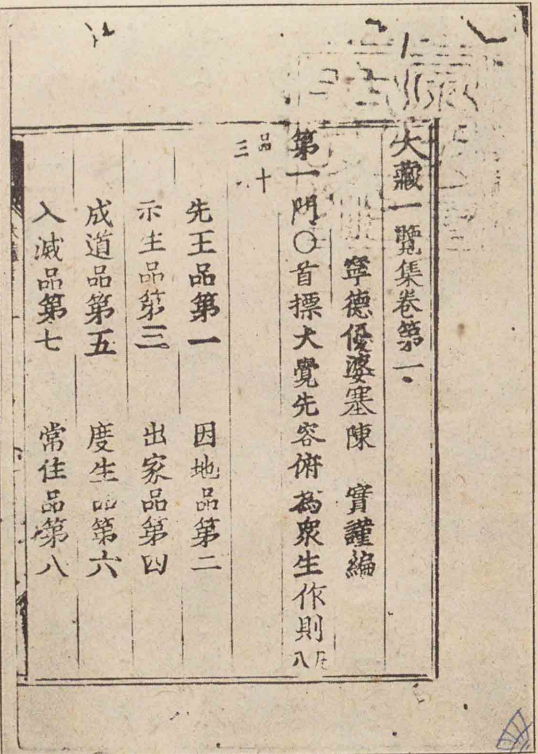 大藏一覽集卷第一
寧德優婆塞陳 實謹編
第一門〇首摽大覺先容俯為衆生作則凡八
品 十三
先王品第一 因地品第二
示生品第三 出家品第四
成道品第五 度生品第六
入滅品第七 常住品第八